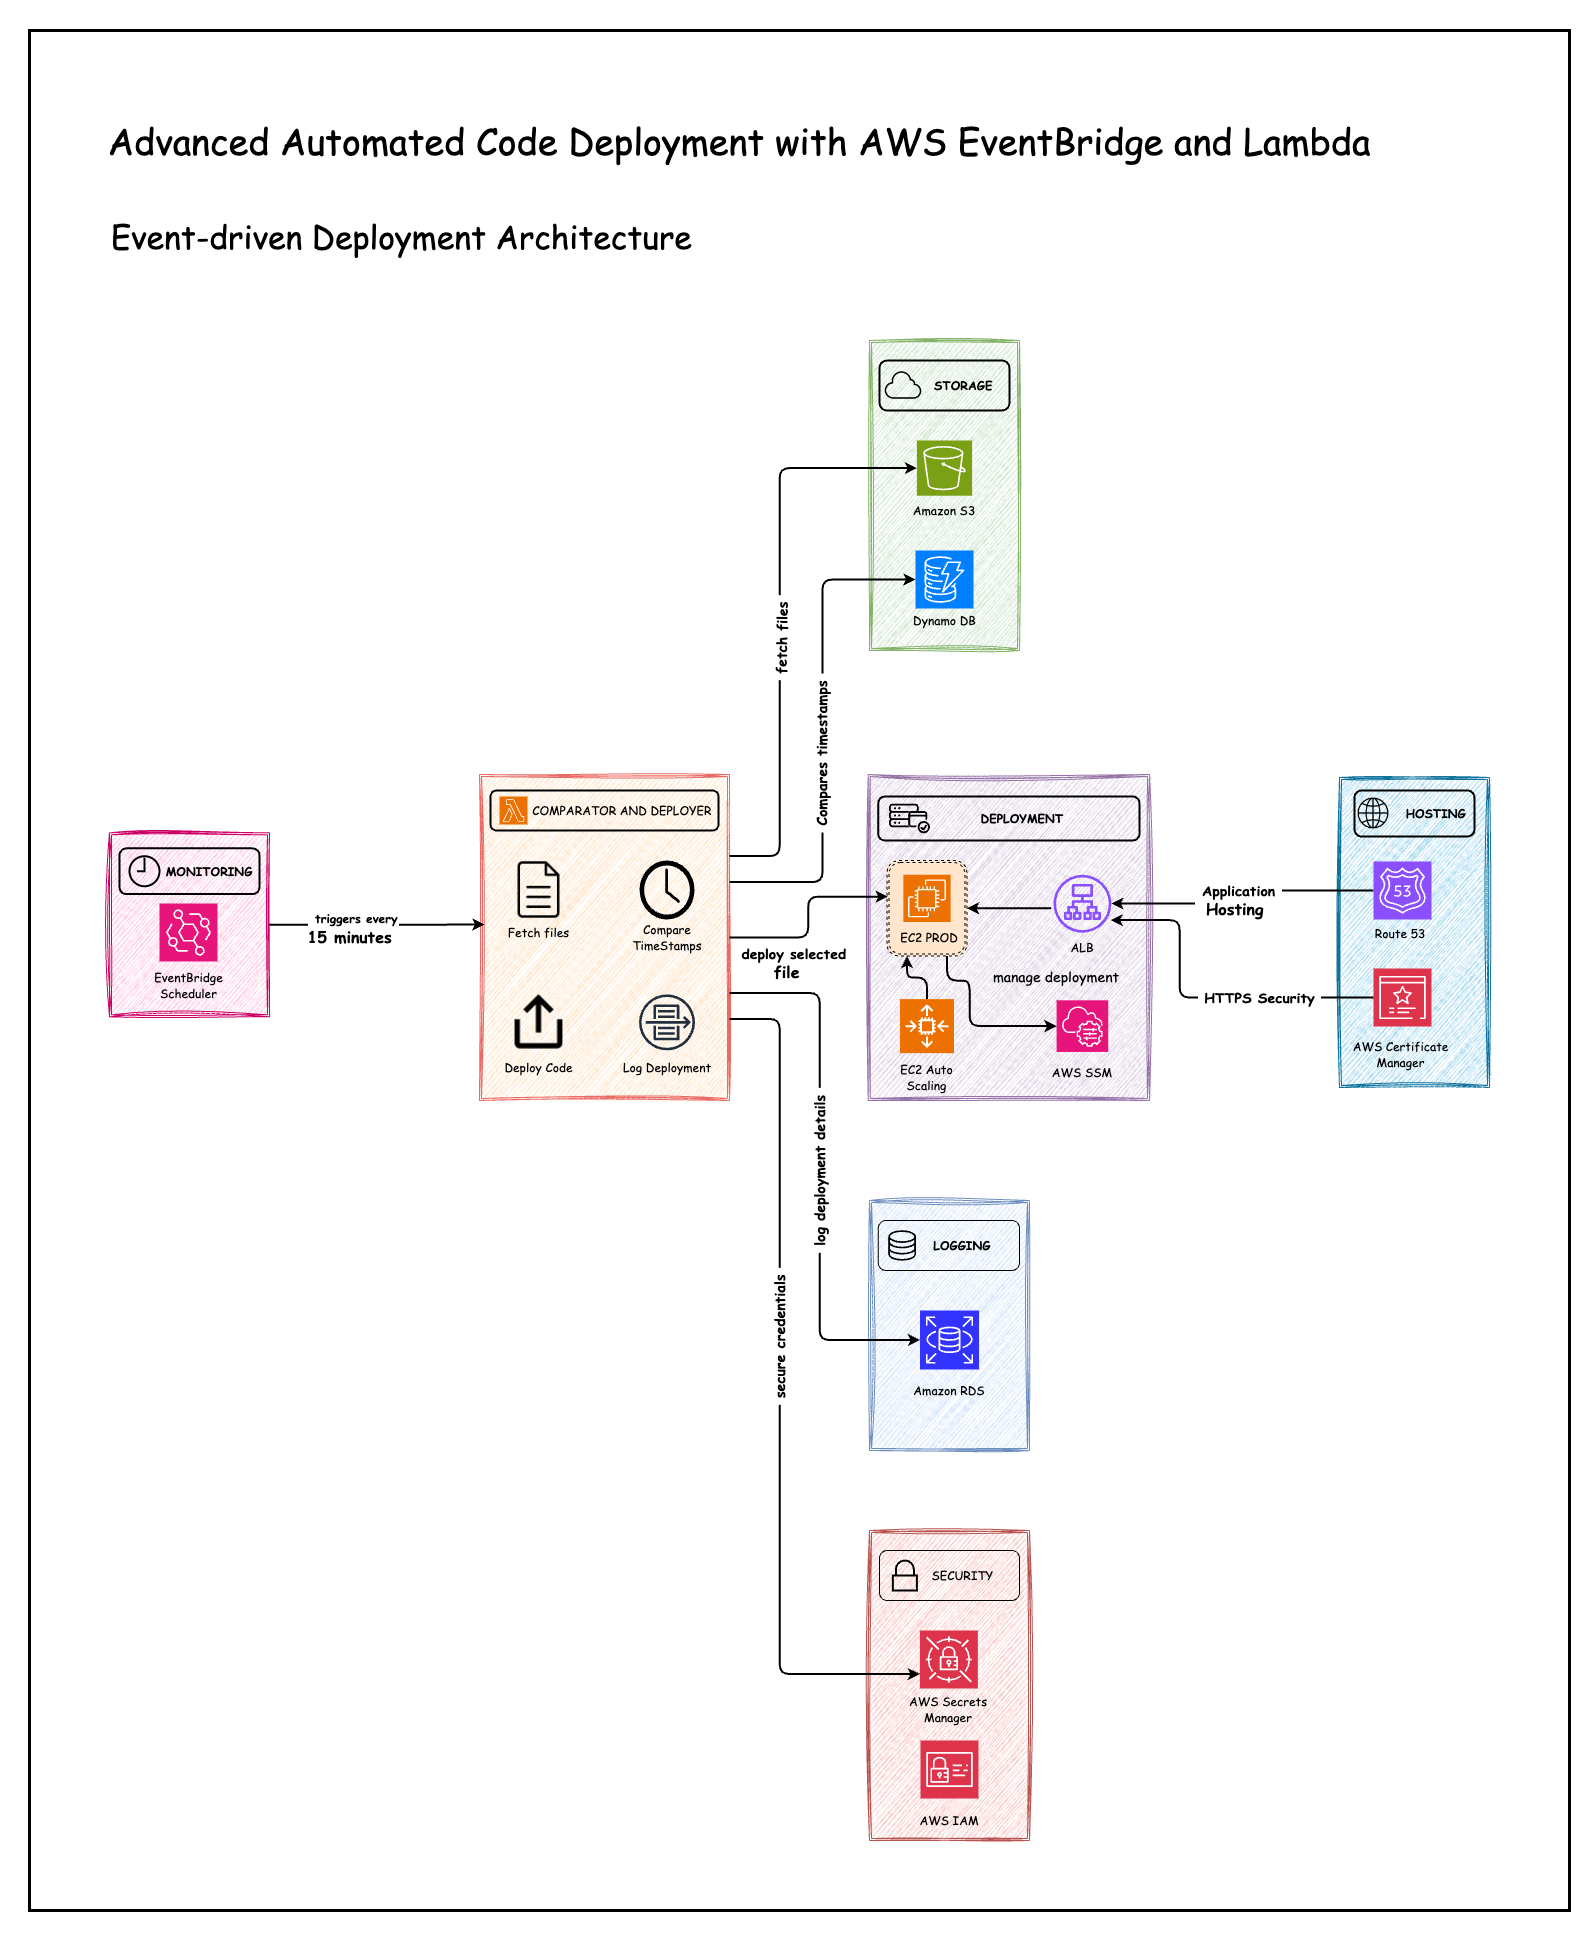 Advanced Automated Code Deployment with AWS EventBridge and Lambda
Event-driven Deployment Architecture
STORAGE
Amazon S3
Dynamo DB
fetch files
Compares timestamps
MONITORING
EventBridge
Scheduler
triggers every
15 minutes
COMPARATOR AND DEPLOYER
Fetch files
Compare
TimeStamps
Deploy Code
Log Deployment
deploy selected
file
DEPLOYMENT
EC2 PROD
ALB
manage deployment
EC2 Auto
Scaling
AWS SSM
Application
Hosting
HTTPS Security
HOSTING
53
Route 53
AWS Certificate
Manager
log deployment details
secure credentials
LOGGING
Amazon RDS
SECURITY
AWS Secrets
Manager
AWS IAM